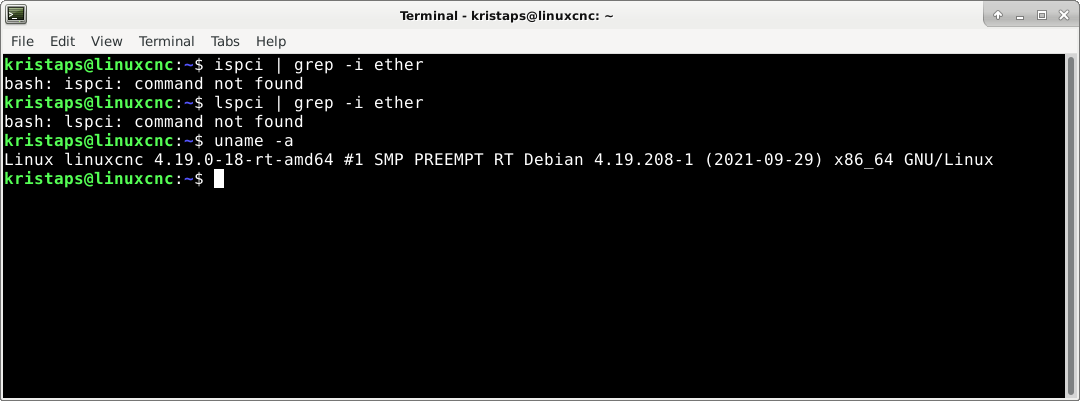 Terminal - kristaps@linuxcnc: ~
File Edit View Terminal Tabs Help
kristaps@linuxcnc:~$ ispci | grep -i ether
bash: ispci: command not found
kristaps@linuxcnc:~$ lspci | grep -i ether
bash: lspci: command not found
kristaps@linuxcnc:~$ uname -a
Linux linuxcnc 4.19.0-18-rt-amd64 #1 SMP PREEMPT RT Debian 4.19.208-1 (2021-09-29) x86_64 GNU/Linux
kristaps@linuxcnc:~$